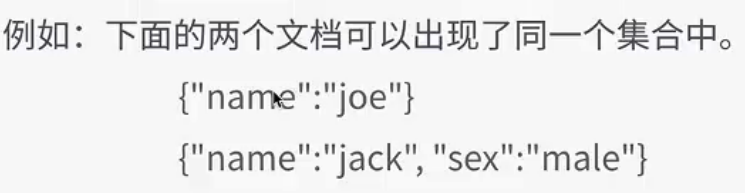 例如：下面的两个文档可以出现了同一个集合中。
{"name":"joe"}
{"name":"jack", "sex":"male"}